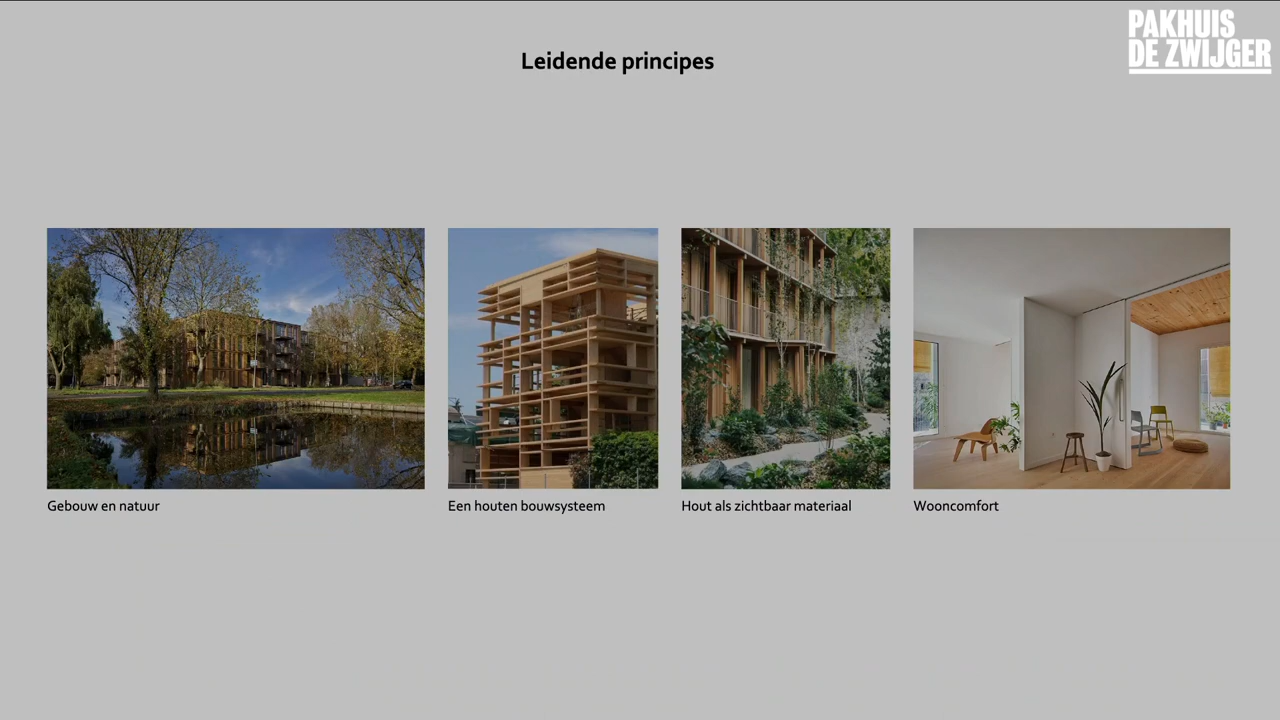 PAKHUIS
DE ZWIJGER
Leidende principes
Gebouw en natuur
Een houten bouwsysteem
Hout als zichtbaar materiaal
Wooncomfort